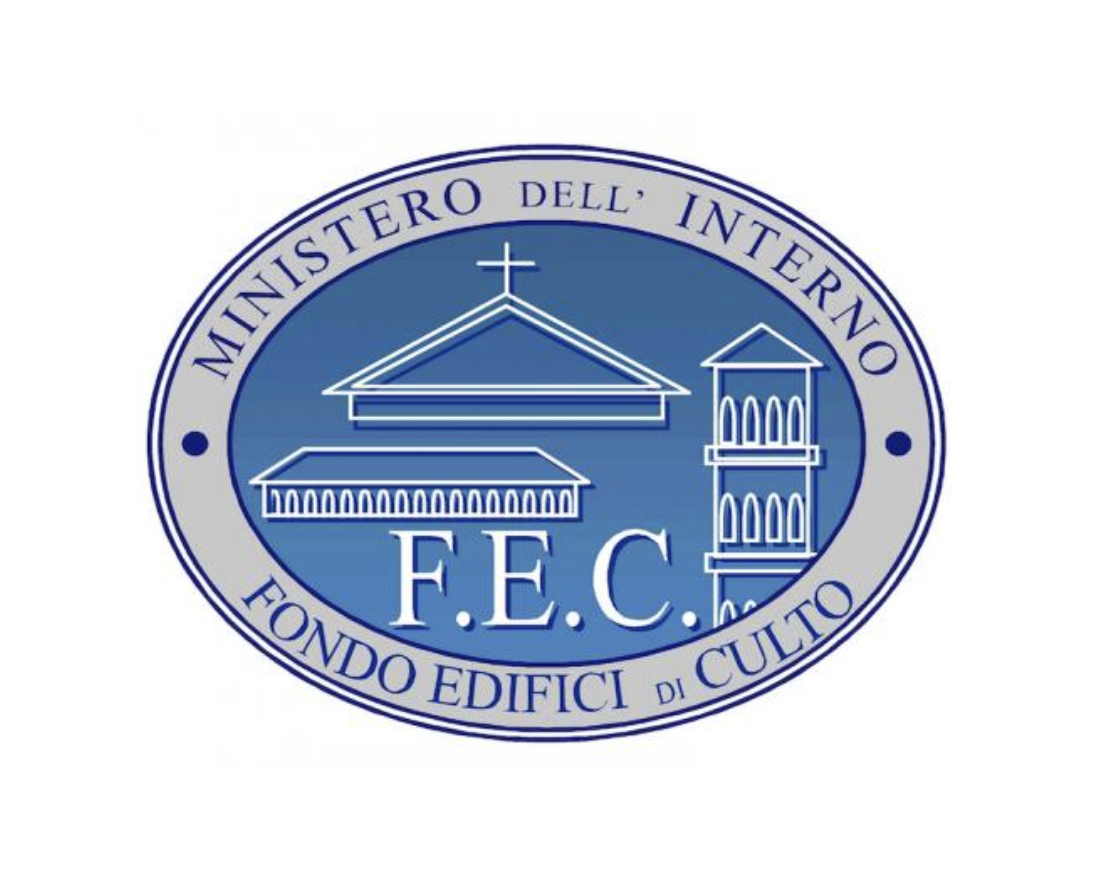 MINISTERO DELL' INTERNO
F.E.C.
FONDO EDIFICI DI CULTO